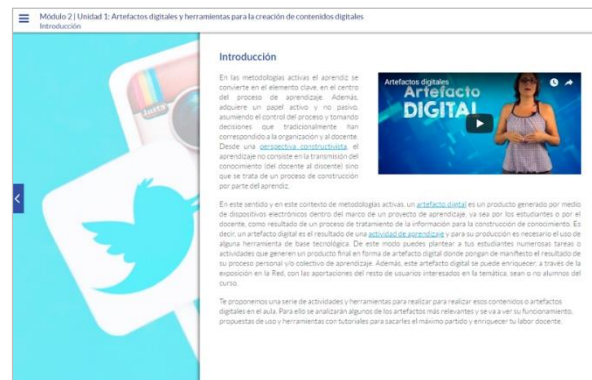 Módulo 2 | Unidad 1: Artefactos digitales y herramientas para la creación de contenidos digitales
Introducción
Introducción
En las metodologías activas el aprendiz se
convierte en el elemento clave, en el centro
del proceso de aprendizaje. Además,
adquiere un papel activo y no pasivo,
asumiendo el control del proceso y tomando
decisiones que tradicionalmente han
correspondido a la organización y al docente.
Desde una perspectiva constructivista, el
aprendizaje no consiste en la transmisión del
conocimiento (del docente al discente) sino
que se trata de un proceso de construcción
por parte del aprendiz.
Artefactos digitales
Artefacto
DIGITAL
En este sentido y en este contexto de metodologías activas, un artefacto digital es un producto generado por medio
de dispositivos electrónicos dentro del marco de un proyecto de aprendizaje, ya sea por los estudiantes o por el
docente, como resultado de un proceso de tratamiento de la información para la construcción de conocimiento. Es
decir, un artefacto digital es el resultado de una actividad de aprendizaje y para su producción es necesario el uso de
alguna herramienta de base tecnológica. De este modo puedes plantear a tus estudiantes numerosas tareas o
actividades que generen un producto final en forma de artefacto digital donde pongan de manifiesto el resultado de
su proceso personal y/o colectivo de aprendizaje. Además, este artefacto digital se puede enriquecer, a través de la
exposición en la Red, con las aportaciones del resto de usuarios interesados en la temática, sean o no alumnos del
curso.
Te proponemos una serie de actividades y herramientas para realizar para realizar esos contenidos o artefactos
digitales en el aula. Para ello se analizarán algunos de los artefactos más relevantes y se va a ver su funcionamiento,
propuestas de uso y herramientas con tutoriales para sacarles el máximo partido y enriquecer tu labor docente.